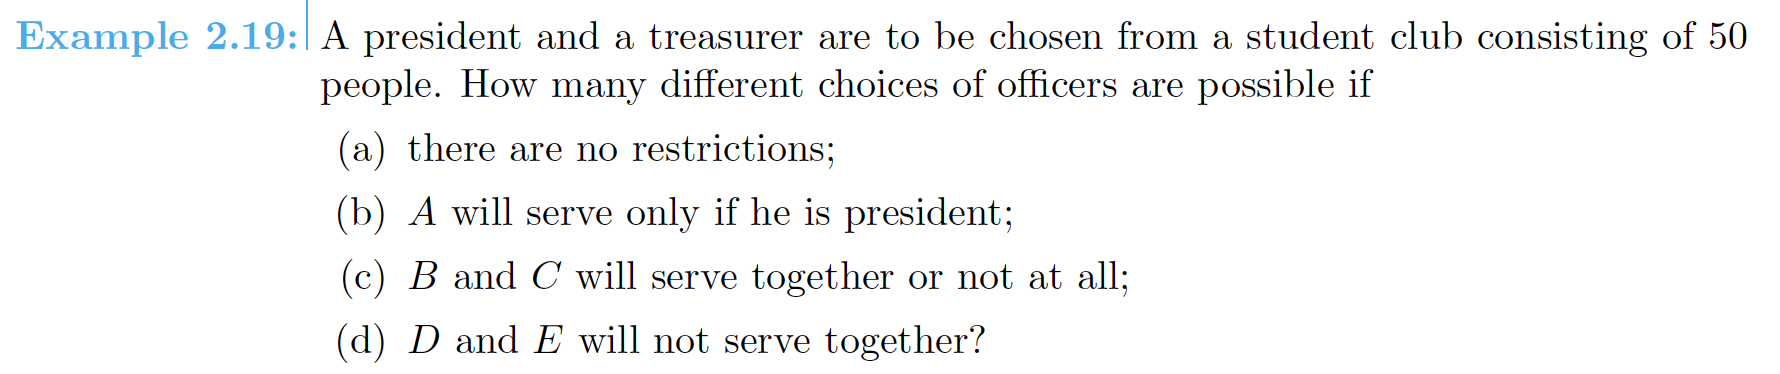 Example 2.19: A president and a treasurer are to be chosen from a student club consisting of 50
people. How many different choices of officers are possible if
(a) there are no restrictions;
(b) A will serve only if he is president;
(c) B and C will serve together or not at all;
(d) D and E will not serve together?